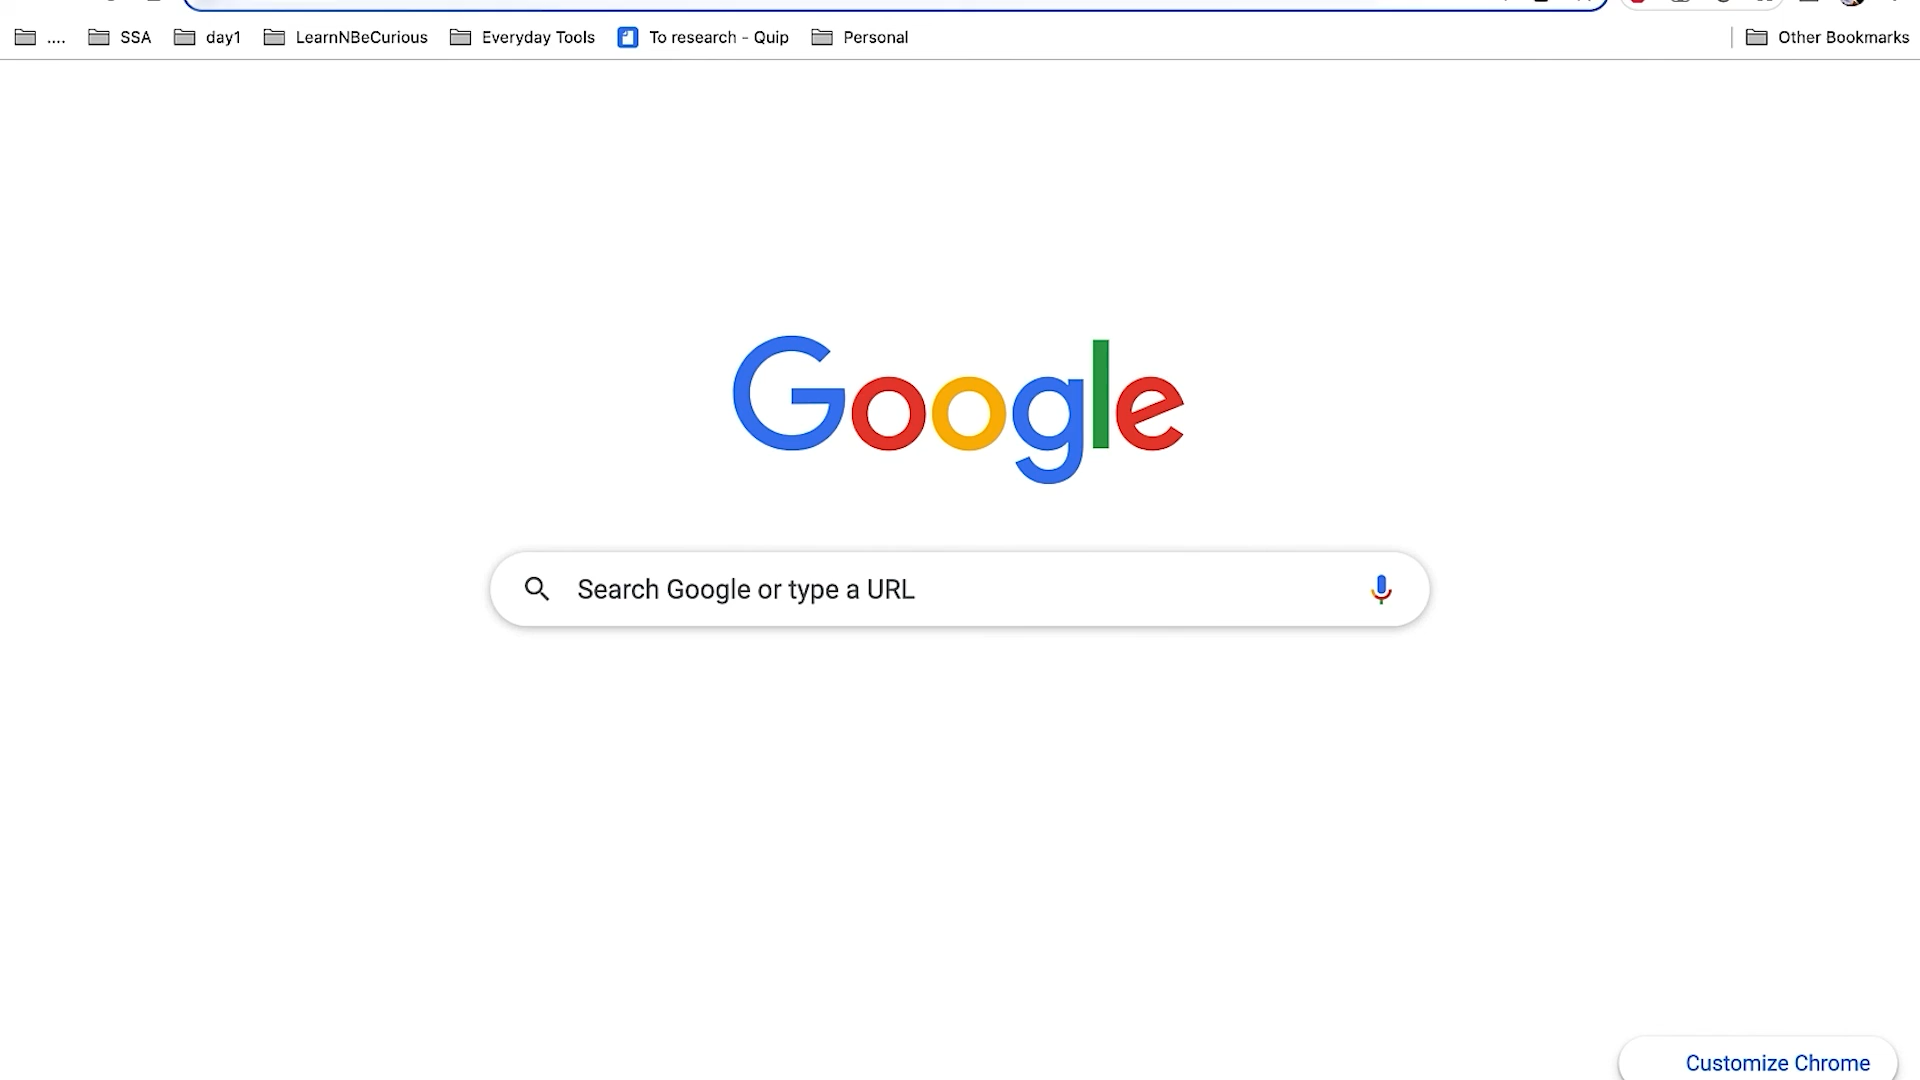 .... SSA day1 LearnNBeCurious Everyday Tools To research - Quip Personal Other Bookmarks
Google
Search Google or type a URL
Customize Chrome